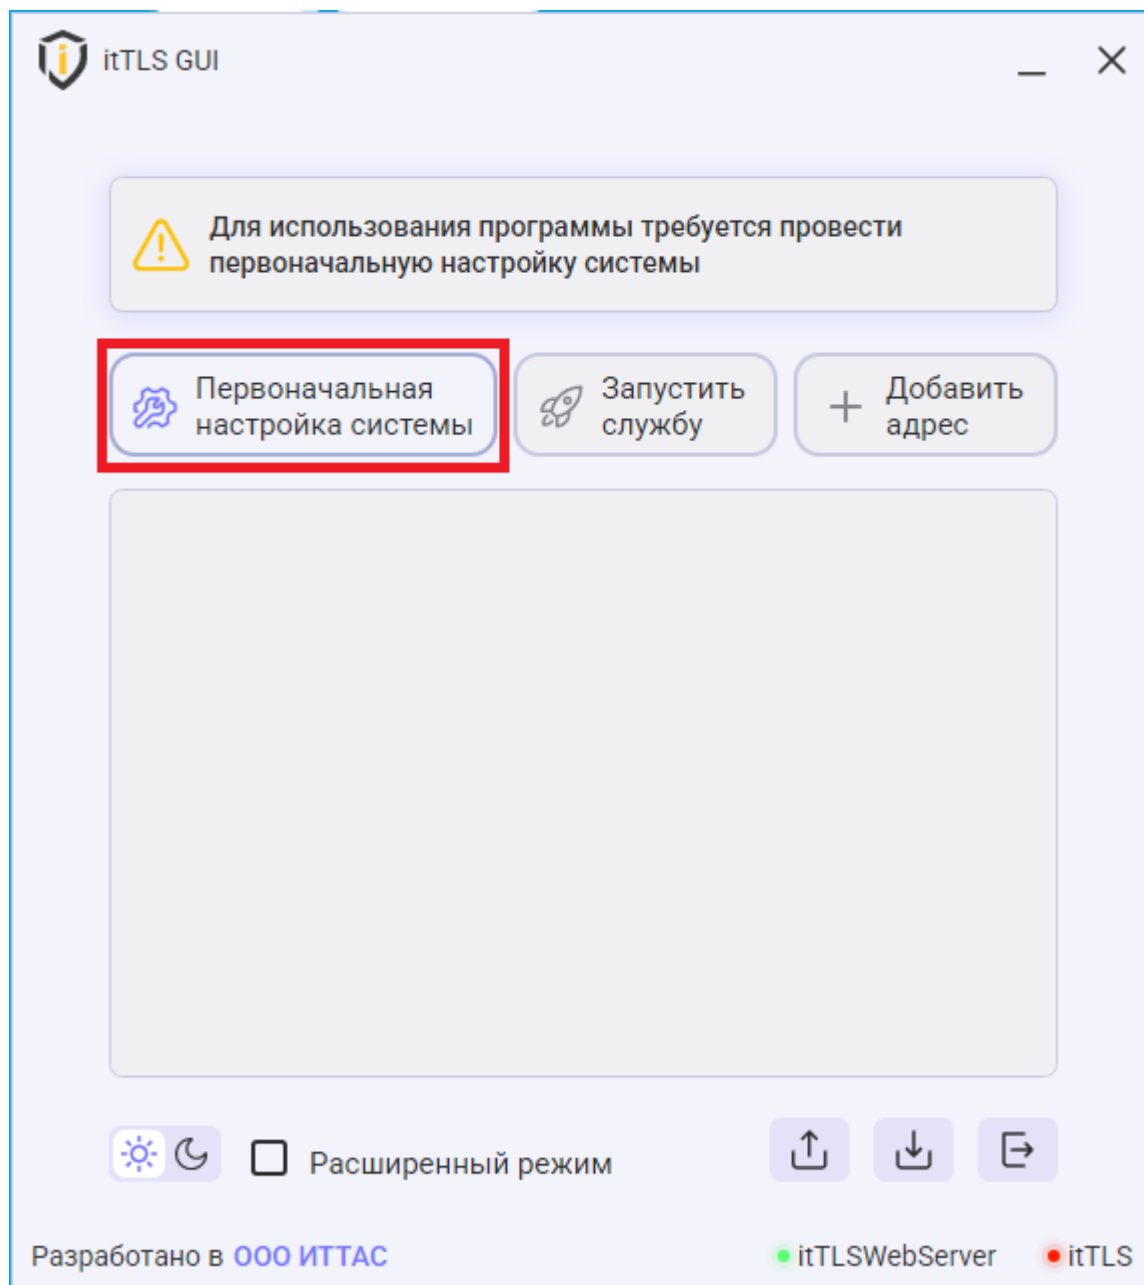 itTLS GUI
Для использования программы требуется провести
первоначальную настройку системы
Первоначальная
настройка системы
Запустить
службу
Добавить
адрес
Расширенный режим
Разработано в ООО ИТТАС
itTLSWebServer
itTLS